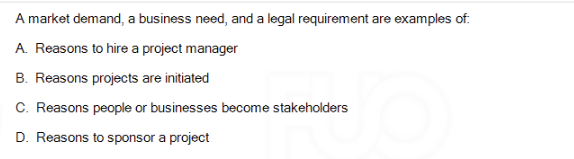 A market demand, a business need, and a legal requirement are examples of:
A. Reasons to hire a project manager
B. Reasons projects are initiated
C. Reasons people or businesses become stakeholders
D. Reasons to sponsor a project
FUO